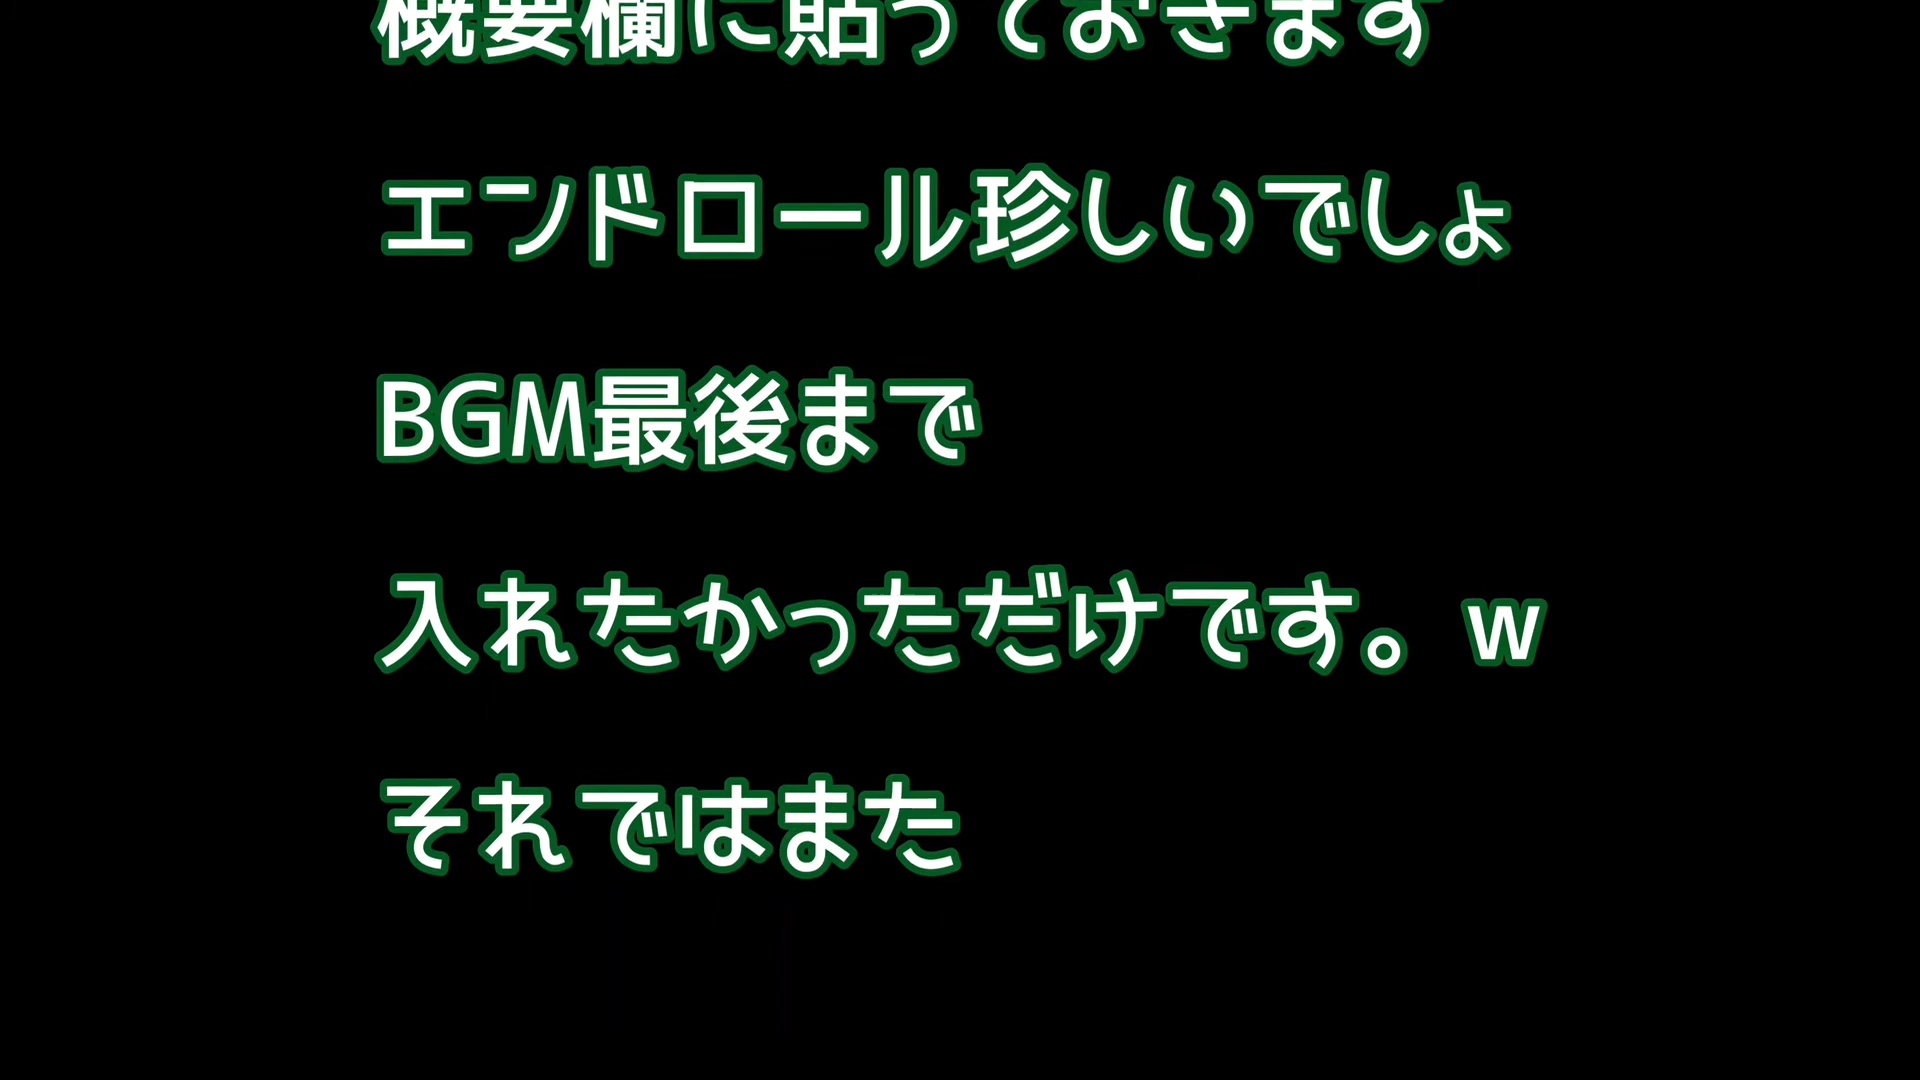 概要欄に貼っておきます
エンドロール珍しいでしょ
BGM最後まで
入れたかっただけです。w
それではまた